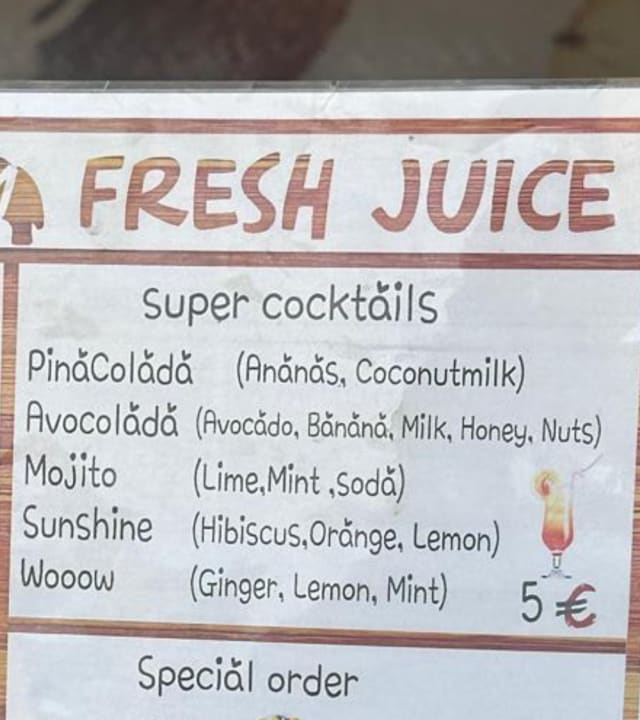 FRESH JUICE
Super cocktăils
PinăColădă (Anănăs, Coconutmilk)
Avocolădă (Avocădo, Bănănă, Milk, Honey, Nuts)
Mojito (Lime,Mint ,sodă)
Sunshine (Hibiscus,Orănge, Lemon)
Wooow (Ginger, Lemon, Mint)
5 €
Speciăl order